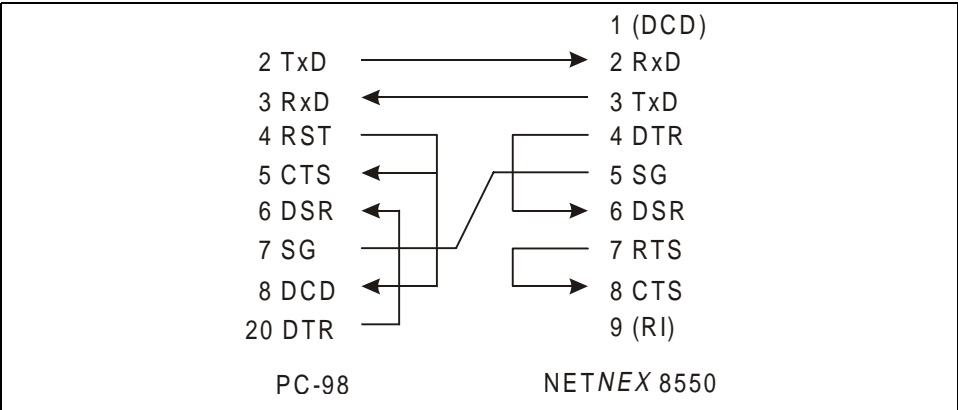 1 (DCD)
2 TxD 2 RxD
3 RxD 3 TxD
4 RST 4 DTR
5 CTS 5 SG
6 DSR 6 DSR
7 SG 7 RTS
8 DCD 8 CTS
20 DTR 9 (RI)
PC-98 NETNEX 8550